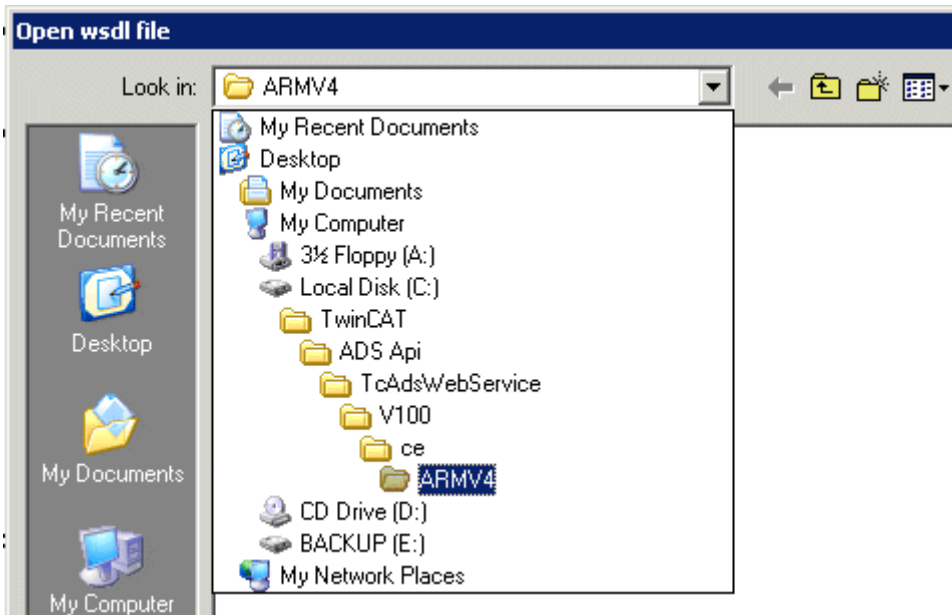 Open wsdl file
Look in: ARMV4
My Recent Documents
Desktop
My Documents
My Computer
3½ Floppy (A:)
Local Disk (C:)
TwinCAT
ADS Api
TcAdsWebService
V100
ce
ARMV4
CD Drive (D:)
BACKUP (E:)
My Network Places
My Recent
Documents
Desktop
My Documents
My Computer